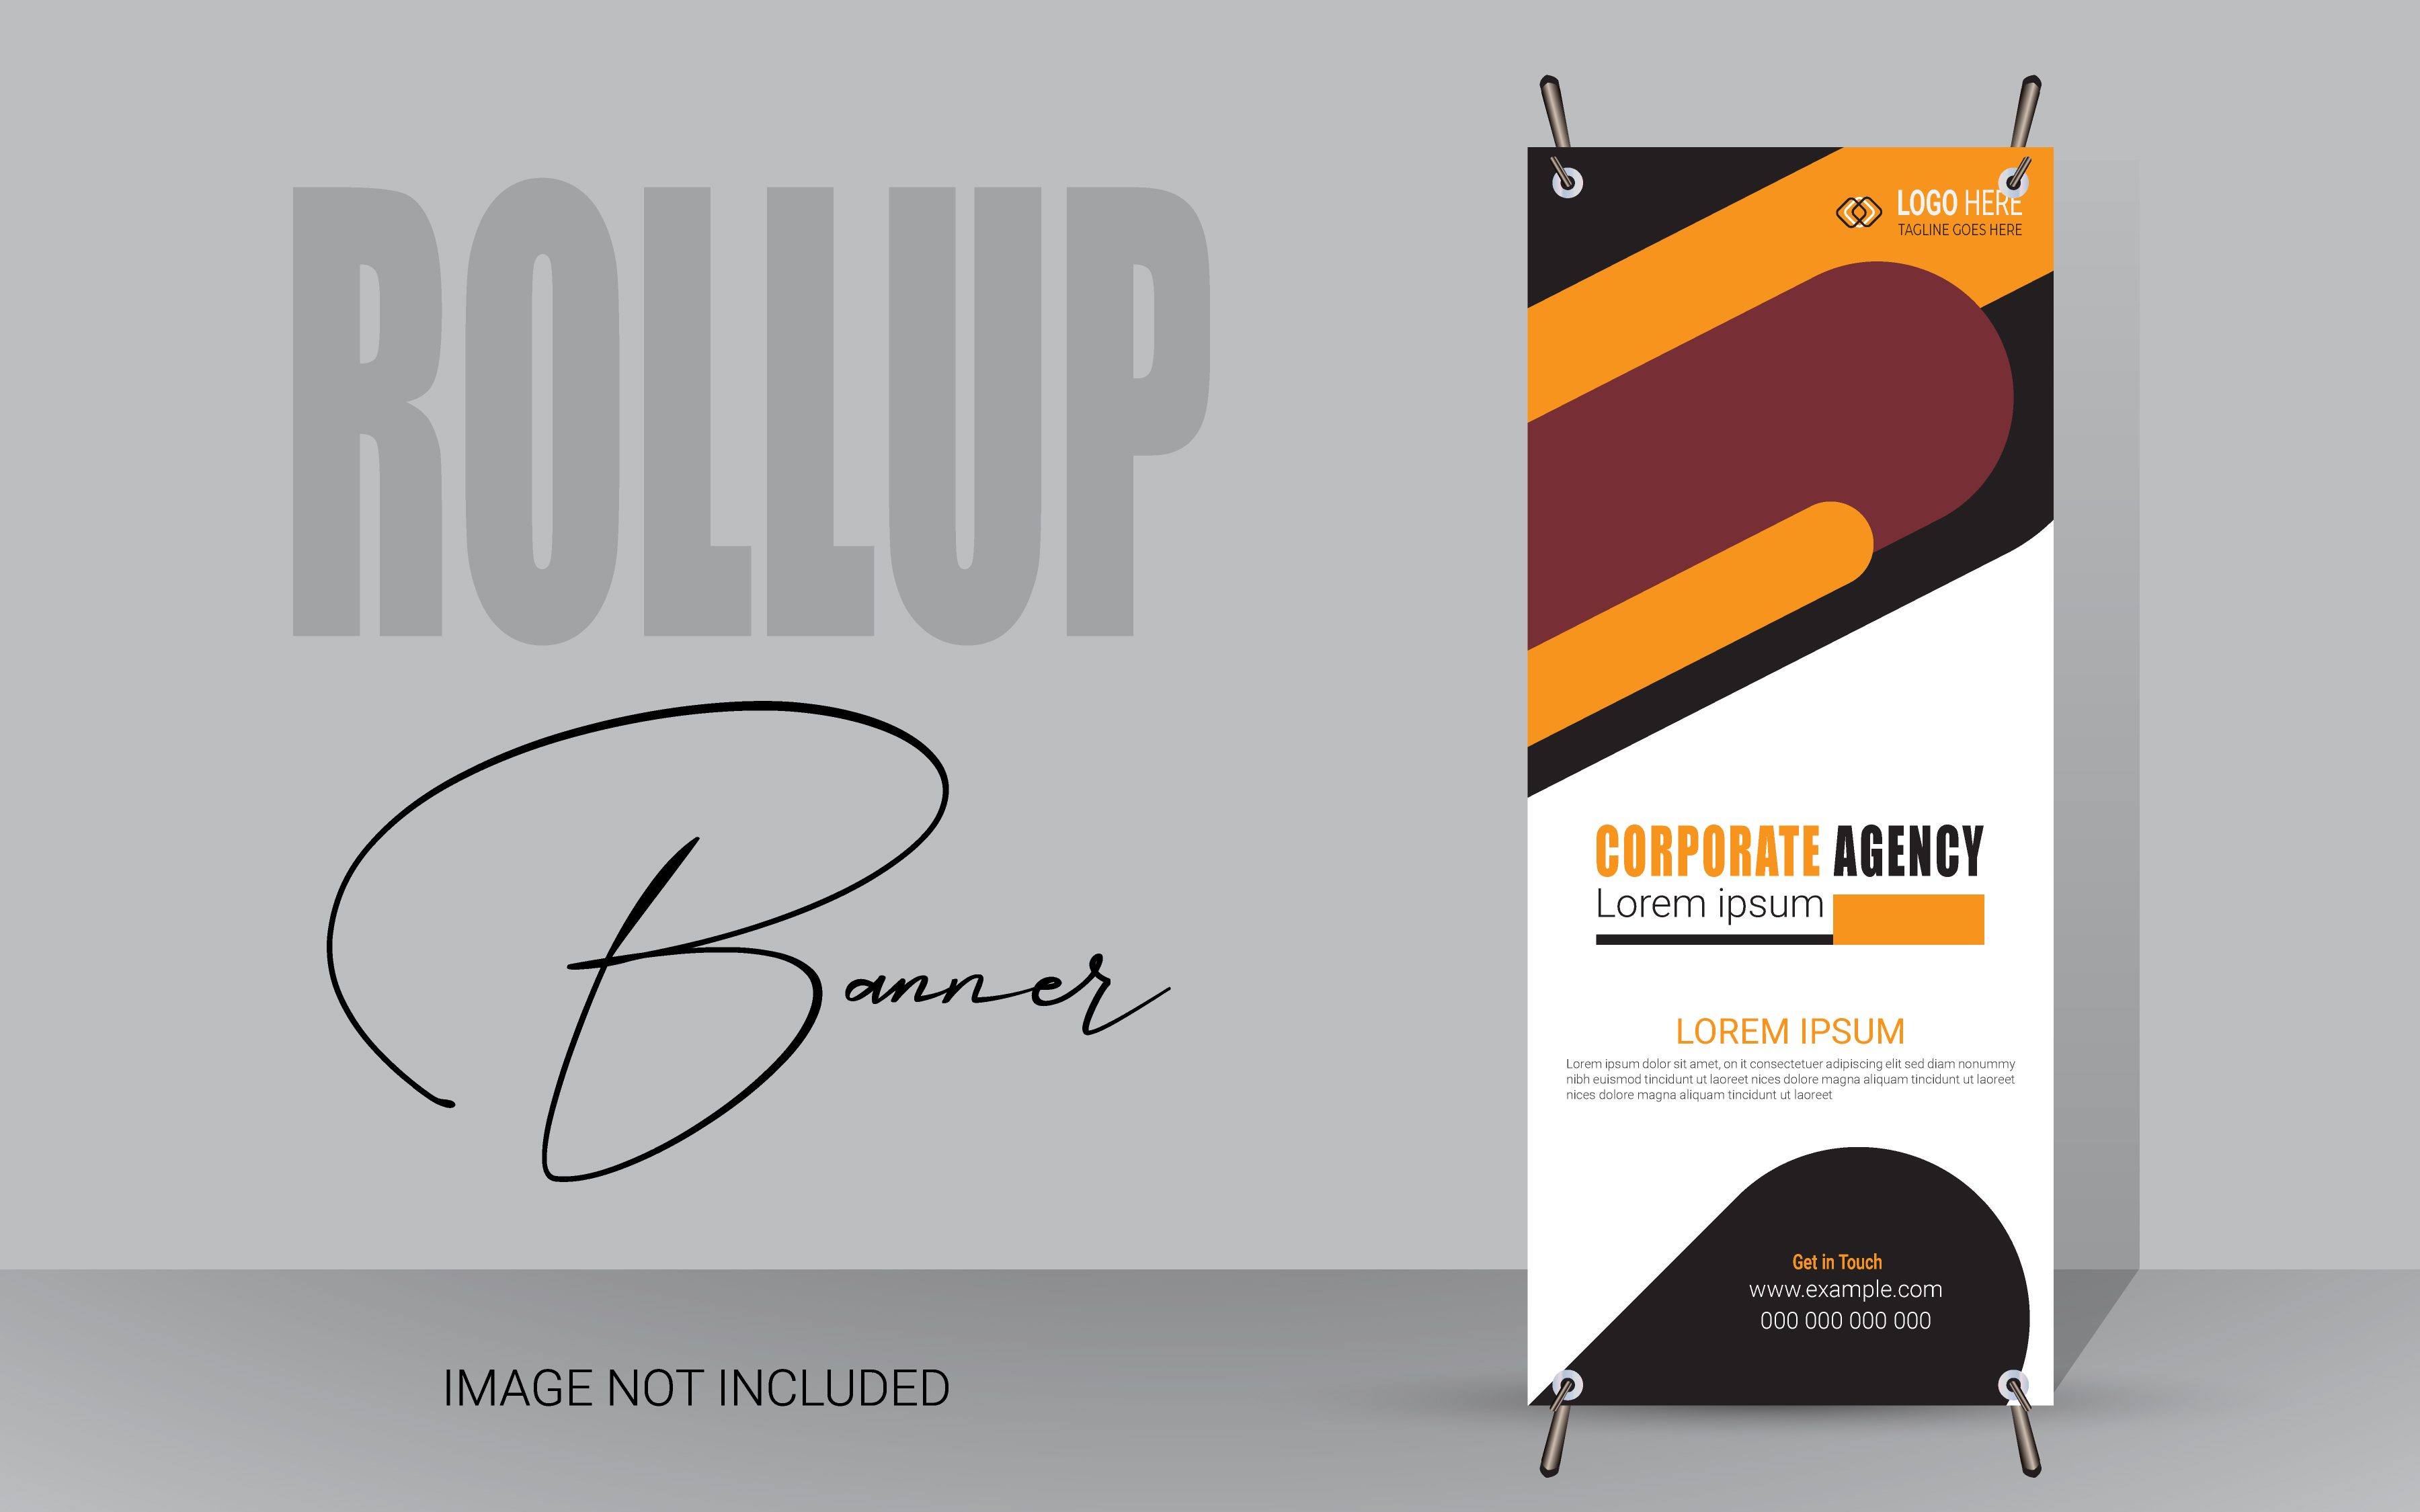 ROLLUP
Banner
IMAGE NOT INCLUDED
LOGO HERE
TAGLINE GOES HERE
CORPORATE AGENCY
Lorem ipsum
LOREM IPSUM
Lorem ipsum dolor sit amet, on it consectetuer adipiscing elit sed diam nonummy
nibh euismod tincidunt ut laoreet nices dolore magna aliquam tincidunt ut laoreet
nices dolore magna aliquam tincidunt ut laoreet
Get in Touch
www.example.com
000 000 000 000